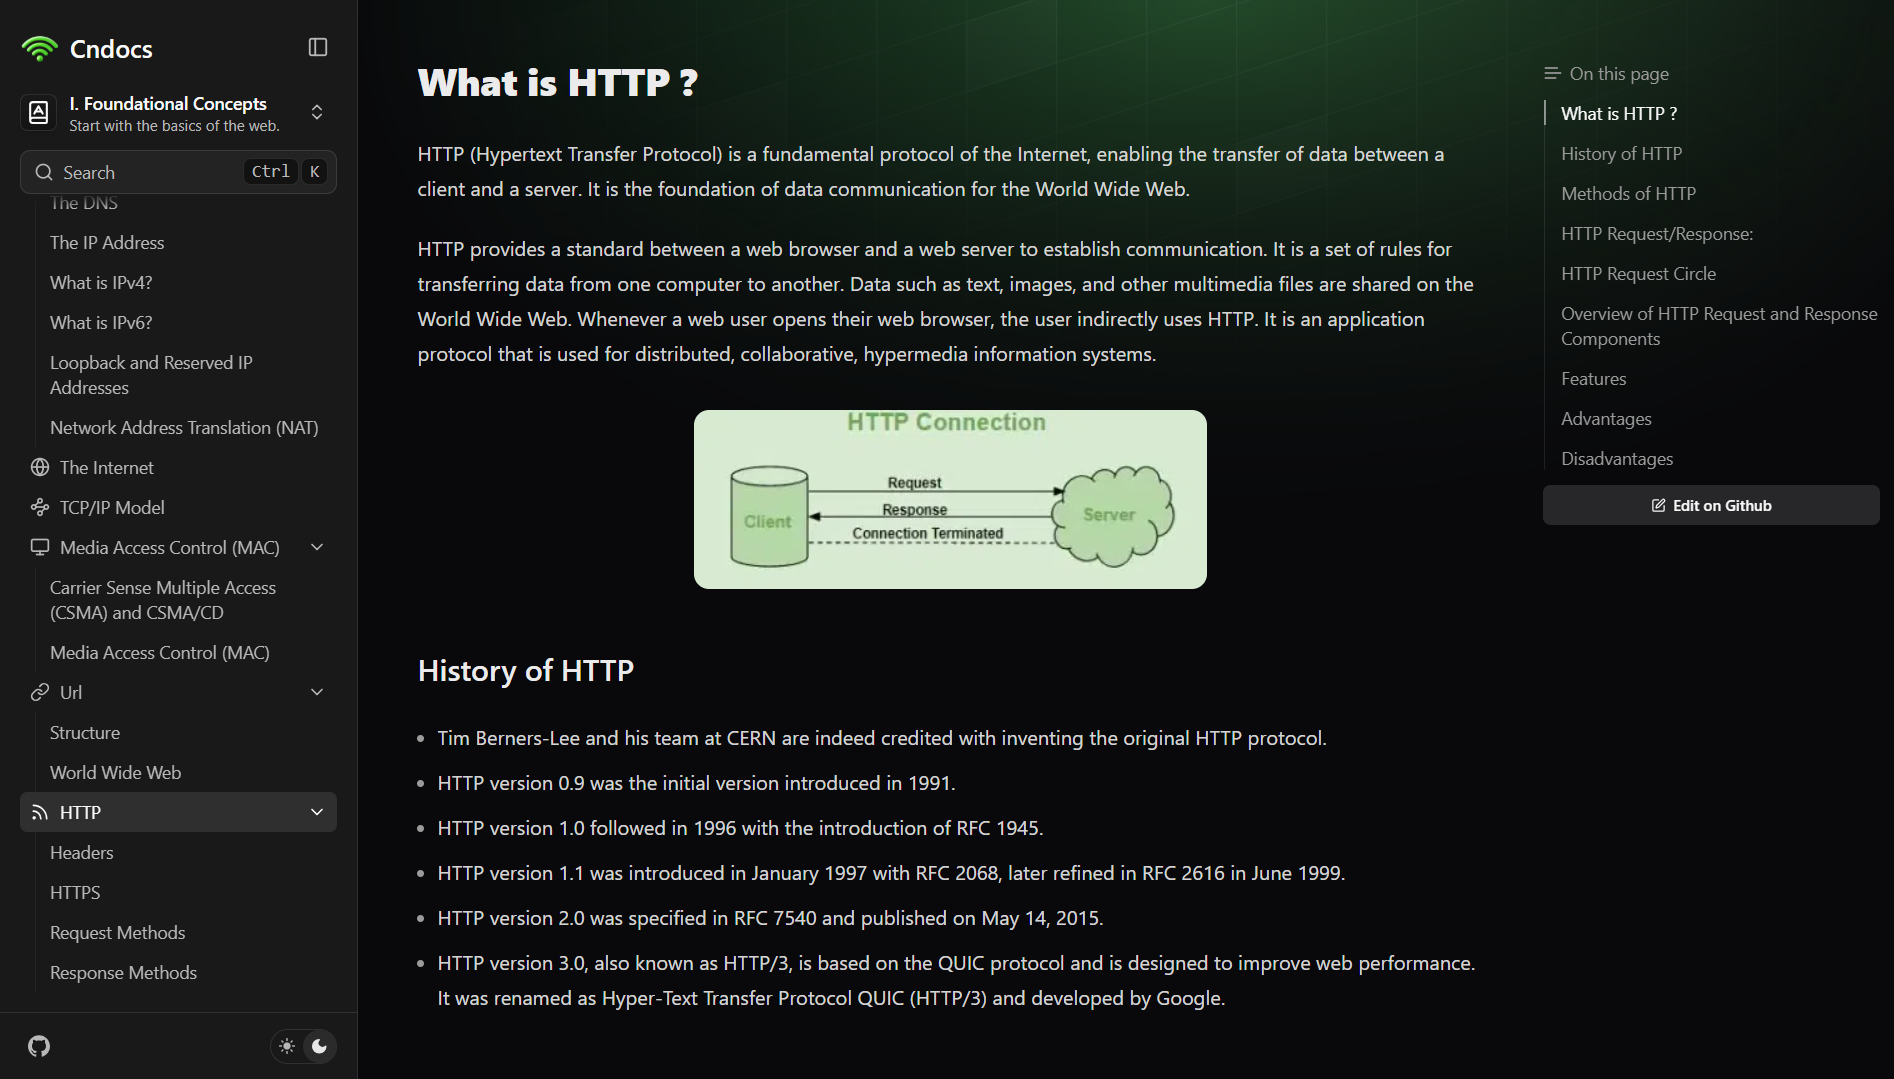 Cndocs
I. Foundational Concepts
Start with the basics of the web.
Search
Ctrl K
The DNS
The IP Address
What is IPv4?
What is IPv6?
Loopback and Reserved IP
Addresses
Network Address Translation (NAT)
The Internet
TCP/IP Model
Media Access Control (MAC)
Carrier Sense Multiple Access
(CSMA) and CSMA/CD
Media Access Control (MAC)
Url
Structure
World Wide Web
HTTP
Headers
HTTPS
Request Methods
Response Methods
What is HTTP ?
HTTP (Hypertext Transfer Protocol) is a fundamental protocol of the Internet, enabling the transfer of data between a
client and a server. It is the foundation of data communication for the World Wide Web.
HTTP provides a standard between a web browser and a web server to establish communication. It is a set of rules for
transferring data from one computer to another. Data such as text, images, and other multimedia files are shared on the
World Wide Web. Whenever a web user opens their web browser, the user indirectly uses HTTP. It is an application
protocol that is used for distributed, collaborative, hypermedia information systems.
HTTP Connection
Request
Response
Connection Terminated
Client
Server
History of HTTP
Tim Berners-Lee and his team at CERN are indeed credited with inventing the original HTTP protocol.
HTTP version 0.9 was the initial version introduced in 1991.
HTTP version 1.0 followed in 1996 with the introduction of RFC 1945.
HTTP version 1.1 was introduced in January 1997 with RFC 2068, later refined in RFC 2616 in June 1999.
HTTP version 2.0 was specified in RFC 7540 and published on May 14, 2015.
HTTP version 3.0, also known as HTTP/3, is based on the QUIC protocol and is designed to improve web performance.
It was renamed as Hyper-Text Transfer Protocol QUIC (HTTP/3) and developed by Google.
On this page
What is HTTP ?
History of HTTP
Methods of HTTP
HTTP Request/Response:
HTTP Request Circle
Overview of HTTP Request and Response
Components
Features
Advantages
Disadvantages
Edit on Github